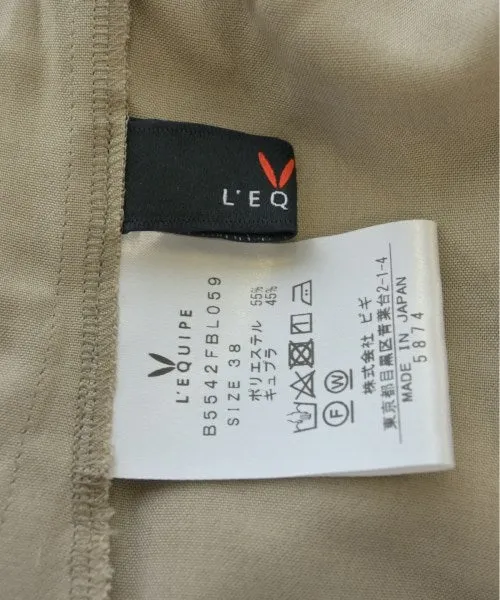 L'EQ
L'EQUIPE
B5542FBL059
SIZE 38
ポリエステル 55%
キュプラ 45%
F W
株式会社 ビギ
東京都目黒区青葉台2-1-4
MADE IN JAPAN
5874